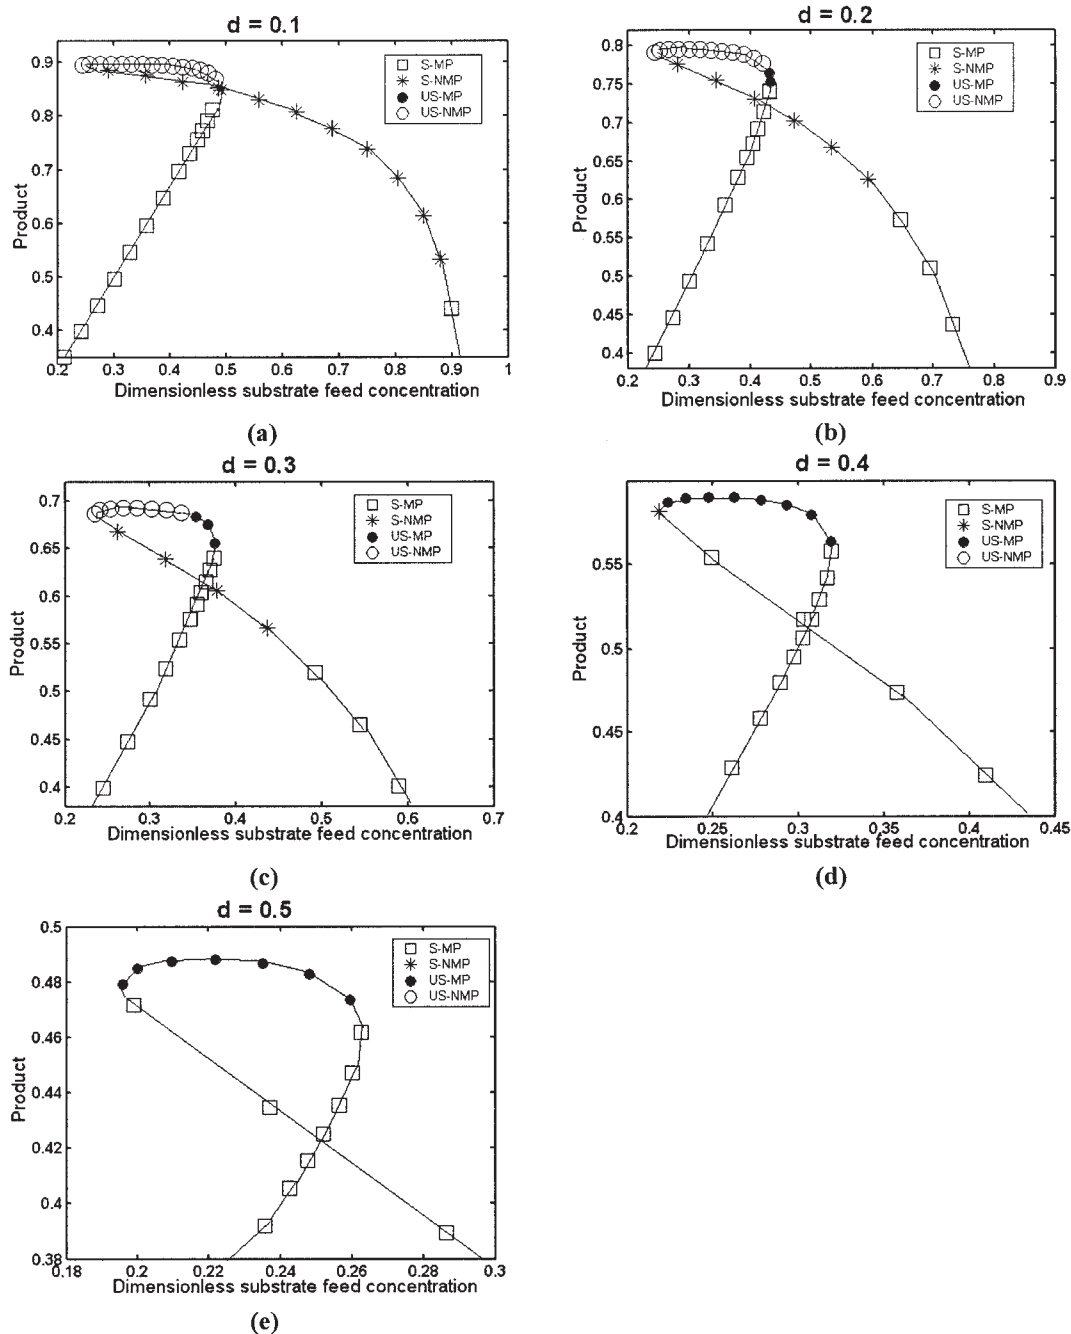 d = 0.1
0.9
0.8
0.7
0.6
0.5
0.4
Product
S-MP
S-NMP
US-MP
US-NMP
0.2 0.3 0.4 0.5 0.6 0.7 0.8 0.9 1
Dimensionless substrate feed concentration
(a)
d = 0.2
0.8
0.75
0.7
0.65
0.6
0.55
0.5
0.45
0.4
Product
S-MP
S-NMP
US-MP
US-NMP
0.2 0.3 0.4 0.5 0.6 0.7 0.8 0.9
Dimensionless substrate feed concentration
(b)
d = 0.3
0.7
0.65
0.6
0.55
0.5
0.45
0.4
Product
S-MP
S-NMP
US-MP
US-NMP
0.2 0.3 0.4 0.5 0.6 0.7
Dimensionless substrate feed concentration
(c)
d = 0.4
0.55
0.5
0.45
0.4
Product
S-MP
S-NMP
US-MP
US-NMP
0.2 0.25 0.3 0.35 0.4 0.45
Dimensionless substrate feed concentration
(d)
d = 0.5
0.5
0.48
0.46
0.44
0.42
0.4
0.38
Product
S-MP
S-NMP
US-MP
US-NMP
0.18 0.2 0.22 0.24 0.26 0.28 0.3
Dimensionless substrate feed concentration
(e)